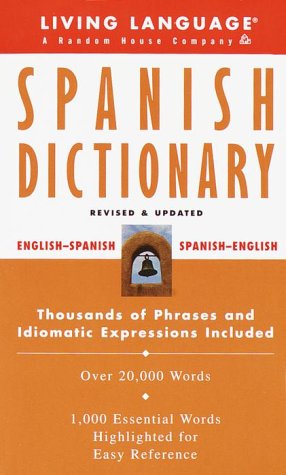 LIVING LANGUAGE®
A Random House Company
SPANISH
DICTIONARY
REVISED & UPDATED
ENGLISH–SPANISH SPANISH–ENGLISH
Thousands of Phrases and
Idiomatic Expressions Included
Over 20,000 Words
1,000 Essential Words
Highlighted for
Easy Reference